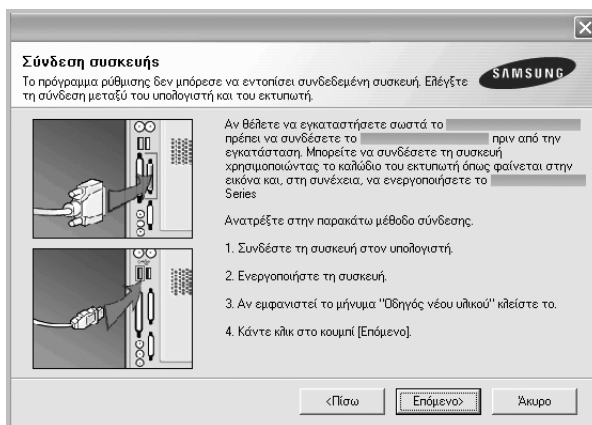 Σύνδεση συσκευής
Το πρόγραμμα ρύθμισης δεν μπόρεσε να εντοπίσει συνδεδεμένη συσκευή. Ελέγξτε
τη σύνδεση μεταξύ του υπολογιστή και του εκτυπωτή.
SAMSUNG
Αν θέλετε να εγκαταστήσετε σωστά το
πρέπει να συνδέσετε το πριν από την
εγκατάσταση. Μπορείτε να συνδέσετε τη συσκευή
χρησιμοποιώντας το καλώδιο του εκτυπωτή όπως φαίνεται στην
εικόνα και, στη συνέχεια, να ενεργοποιήσετε το
Series
Ανατρέξτε στην παρακάτω μέθοδο σύνδεσης.
1. Συνδέστε τη συσκευή στον υπολογιστή.
2. Ενεργοποιήστε τη συσκευή.
3. Αν εμφανιστεί το μήνυμα "Οδηγός νέου υλικού" κλείστε το.
4. Κάντε κλικ στο κουμπί [Επόμενο].
<Πίσω
Επόμενο>
Άκυρο